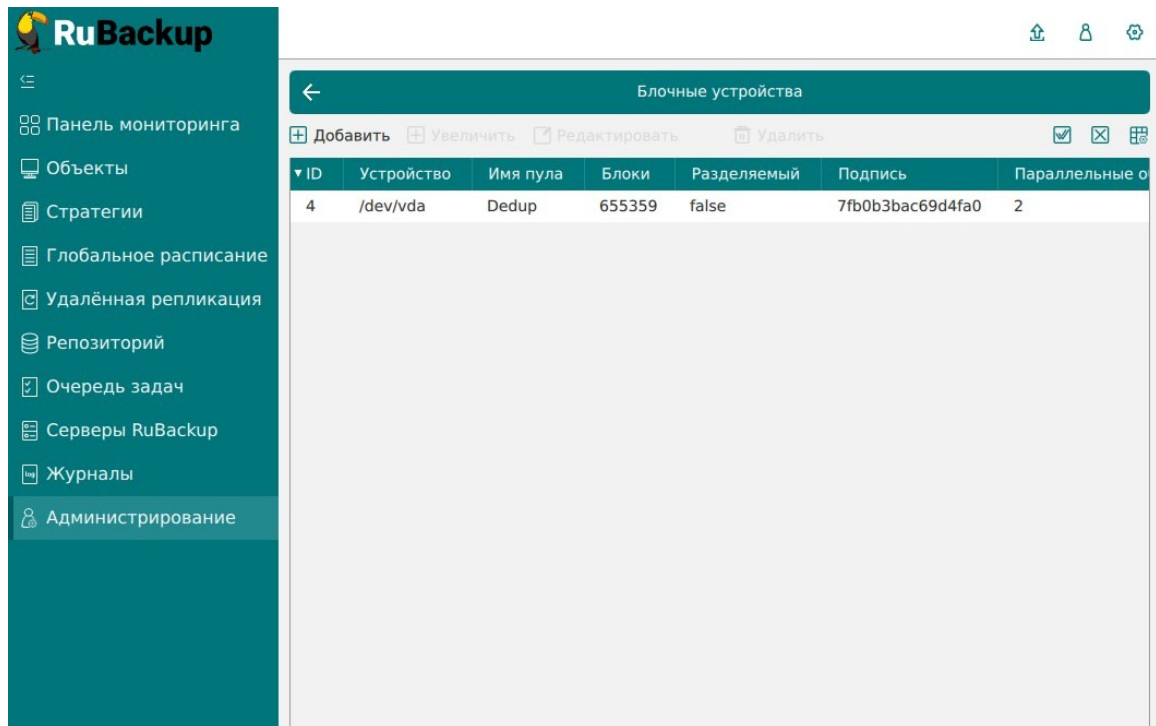 RuBackup
Блочные устройства
Панель мониторинга
Объекты
Стратегии
Глобальное расписание
Удалённая репликация
Репозиторий
Очередь задач
Серверы RuBackup
Журналы
Администрирование
Добавить Увеличить Редактировать Удалить
ID Устройство Имя пула Блоки Разделяемый Подпись Параллельные о
4 /dev/vda Dedup 655359 false 7fb0b3bac69d4fa0 2